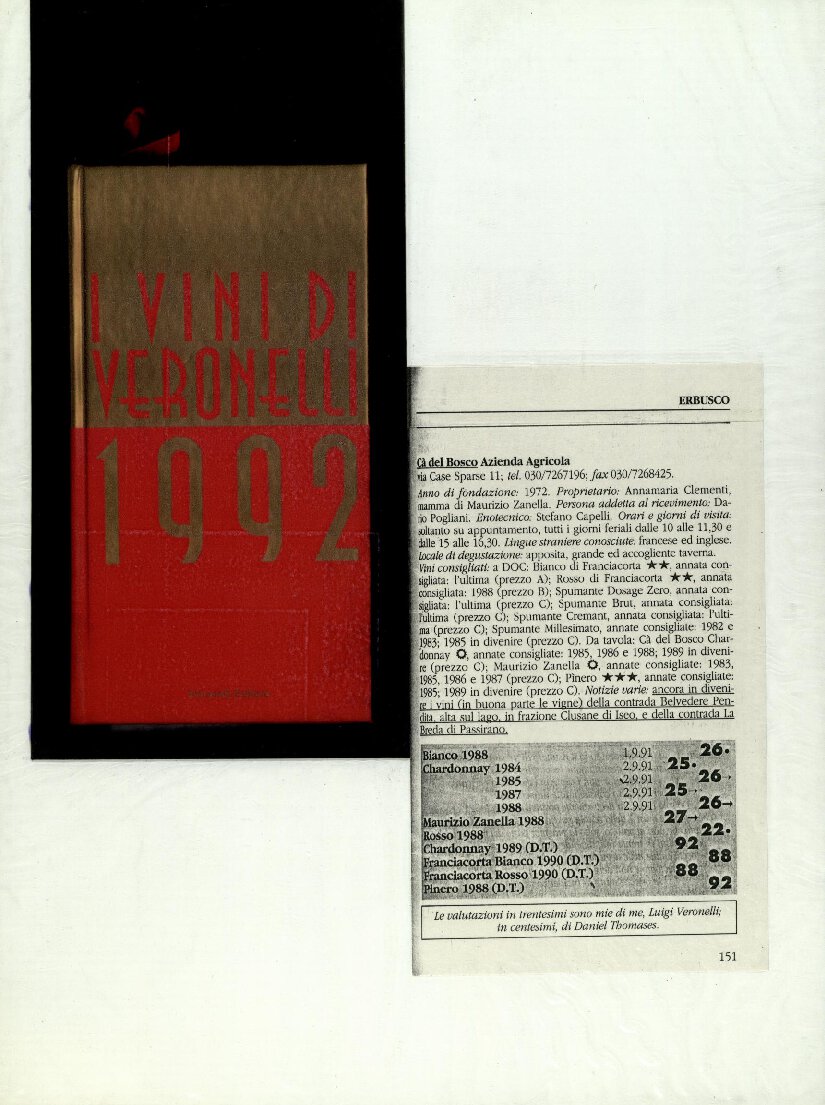 I VINI DI
VERONELLI
1992
ERBUSCO
Cà del Bosco Azienda Agricola
via Case Sparse 11; tel. 030/7267196; fax 030/7268425.
Anno di fondazione: 1972. Proprietario: Annamaria Clementi,
mamma di Maurizio Zanella. Persona addetta al ricevimento: Da-
rio Pogliani. Enotecnico: Stefano Capelli. Orari e giorni di visita:
soltanto su appuntamento, tutti i giorni feriali dalle 10 alle 11,30 e
dalle 15 alle 16,30. Lingue straniere conosciute: francese ed inglese.
Locale di degustazione: apposita, grande ed accogliente taverna.
Vini consigliati: a DOC: Bianco di Franciacorta ★★, annata con-
sigliata: l'ultima (prezzo A); Rosso di Franciacorta ★★, annata
consigliata: 1988 (prezzo B); Spumante Dosage Zero, annata con-
sigliata: l'ultima (prezzo C); Spumante Brut, annata consigliata:
l'ultima (prezzo C); Spumante Cremant, annata consigliata: l'ulti-
ma (prezzo C); Spumante Millesimato, annate consigliate: 1982 e
1983; 1985 in divenire (prezzo C). Da tavola: Cà del Bosco Char-
donnay ✪, annate consigliate: 1985, 1986 e 1988; 1989 in diveni-
re (prezzo C); Maurizio Zanella ✪, annate consigliate: 1983,
1985, 1986 e 1987 (prezzo C); Pinero ★★★, annate consigliate:
1985; 1989 in divenire (prezzo C). Notizie varie: ancora in diveni-
re i vini (in buona parte le vigne) della contrada Belvedere Pen-
dita, alta sul lago, in frazione Clusane di Iseo, e della contrada La
Breda di Passirano.
Bianco 1988 1.9.91 26•
Chardonnay 1984 2.9.91 25•
1985 2.9.91 26→
1987 2.9.91 25→
1988 2.9.91 26→
Maurizio Zanella 1988 27→
Rosso 1988 22•
Chardonnay 1989 (D.T.) 92
Franciacorta Bianco 1990 (D.T.) 88
Franciacorta Rosso 1990 (D.T.) 88
Pinero 1988 (D.T.) 92
Le valutazioni in trentesimi sono mie di me, Luigi Veronelli;
in centesimi, di Daniel Thomases.
151